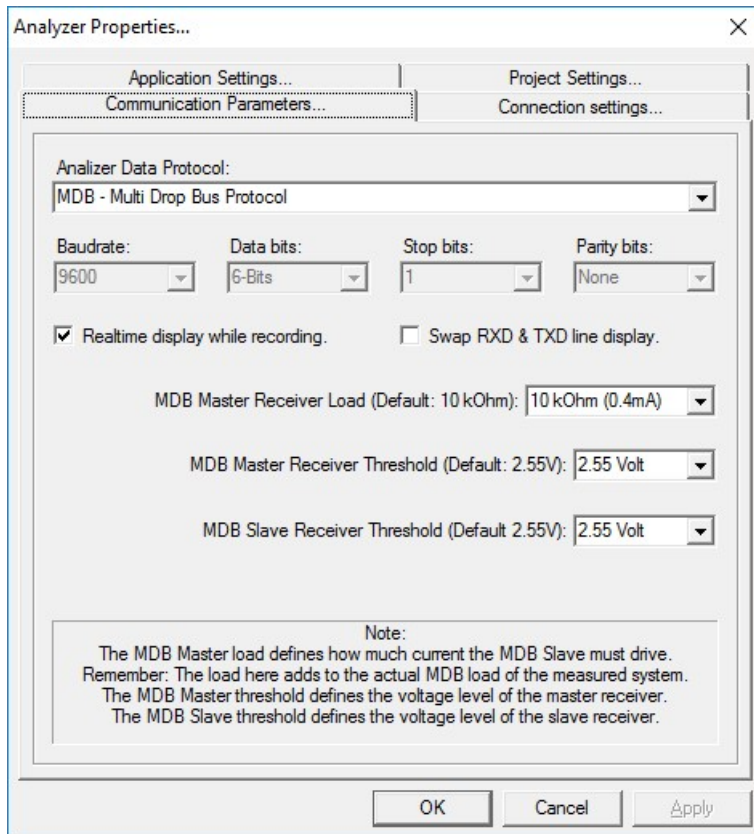 Analyzer Properties...
Application Settings...
Project Settings...
Communication Parameters...
Connection settings...
Analizer Data Protocol:
MDB - Multi Drop Bus Protocol
Baudrate:
Data bits:
Stop bits:
Parity bits:
9600
6-Bits
1
None
Realtime display while recording.
Swap RXD & TXD line display.
MDB Master Receiver Load (Default: 10 kOhm):
10 kOhm (0.4mA)
MDB Master Receiver Threshold (Default: 2.55V):
2.55 Volt
MDB Slave Receiver Threshold (Default 2.55V):
2.55 Volt
Note:
The MDB Master load defines how much current the MDB Slave must drive.
Remember: The load here adds to the actual MDB load of the measured system.
The MDB Master threshold defines the voltage level of the master receiver.
The MDB Slave threshold defines the voltage level of the slave receiver.
OK
Cancel
Apply